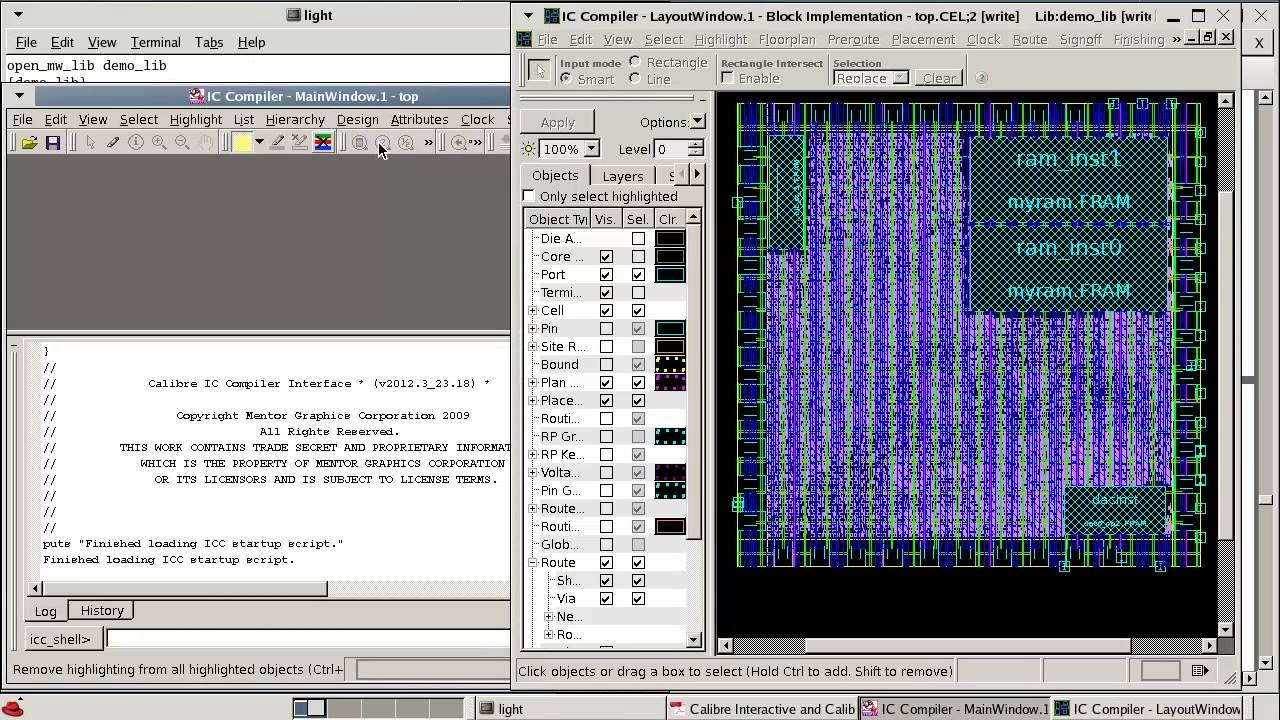 light
File Edit View Terminal Tabs Help
open_mw_lib demo_lib
{demo_lib}
IC Compiler - MainWindow.1 - top
File Edit View Select Highlight List Hierarchy Design Attributes Clock
}
//
// Calibre IC Compiler Interface * (v2012.3_23.18) *
//
// Copyright Mentor Graphics Corporation 2009
// All Rights Reserved.
// THIS WORK CONTAINS TRADE SECRET AND PROPRIETARY
// WHICH IS THE PROPERTY OF MENTOR GRAPHICS CORPORATION
// OR ITS LICENSORS AND IS SUBJECT TO LICENSE TERMS.
//
//
//
puts "Finished loading ICC startup script."
Finished loading ICC startup script.
Log History
icc_shell>
Remove highlighting from all highlighted objects (Ctrl+
IC Compiler - LayoutWindow.1 - Block Implementation - top.CEL;2 [write] Lib:demo_lib [write
File Edit View Select Highlight Floorplan Preroute Placement Clock Route Signoff Finishing »
Input mode Rectangle Rectangle Intersect Selection
Smart Line Enable Replace Clear
Apply Options:
100% Level 0
Objects Layers S
Only select highlighted
Object Ty Vis. Sel. Clr.
Die A...
Core ...
Port
Termi...
Cell
Pin
Site R...
Bound
Plan ...
Place...
Routi...
RP Gr...
RP Ke...
Volta...
Pin G...
Route...
Routi...
Glob...
Route
Sh...
Via
Ne...
Ro...
ram_inst1
myram.FRAM
ram_inst0
myram.FRAM
Click objects or drag a box to select (Hold Ctrl to add. Shift to remove)
X
light Calibre Interactive and Calib IC Compiler - MainWindow.1 IC Compiler - LayoutWindow